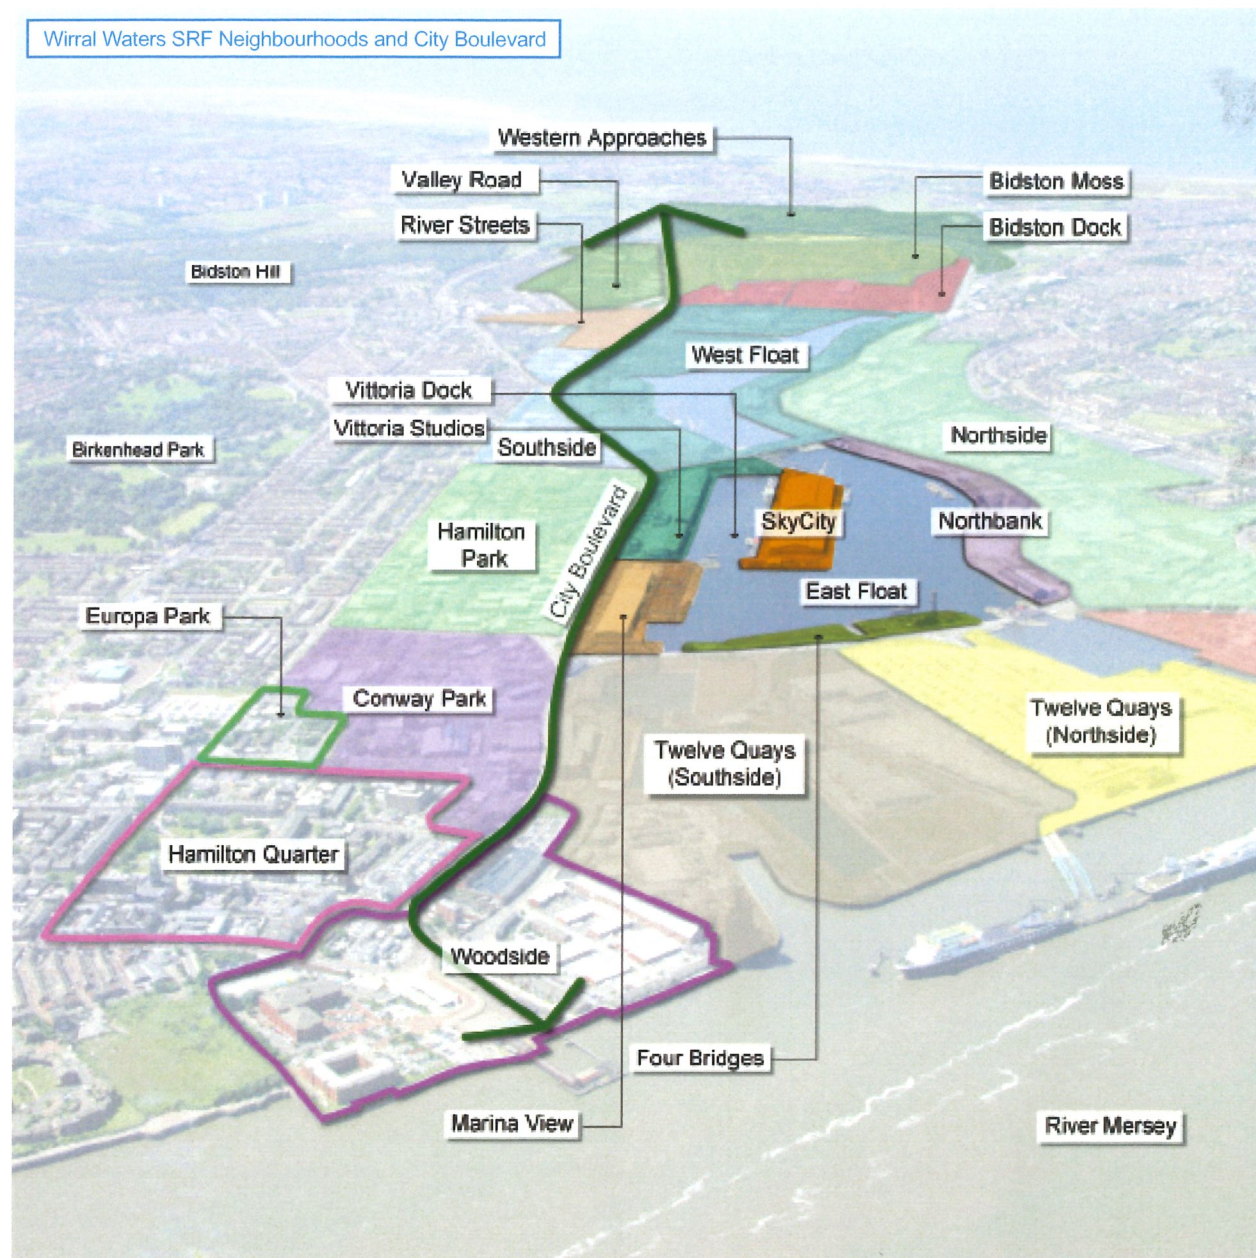 Wirral Waters SRF Neighbourhoods and City Boulevard
Western Approaches
Valley Road
Bidston Moss
River Streets
Bidston Dock
Bidston Hill
West Float
Vittoria Dock
Vittoria Studios
Southside
Northside
Birkenhead Park
City Boulevard
SkyCity
Northbank
Hamilton
Park
East Float
Europa Park
Conway Park
Twelve Quays
(Northside)
Twelve Quays
(Southside)
Hamilton Quarter
Woodside
Four Bridges
Marina View
River Mersey